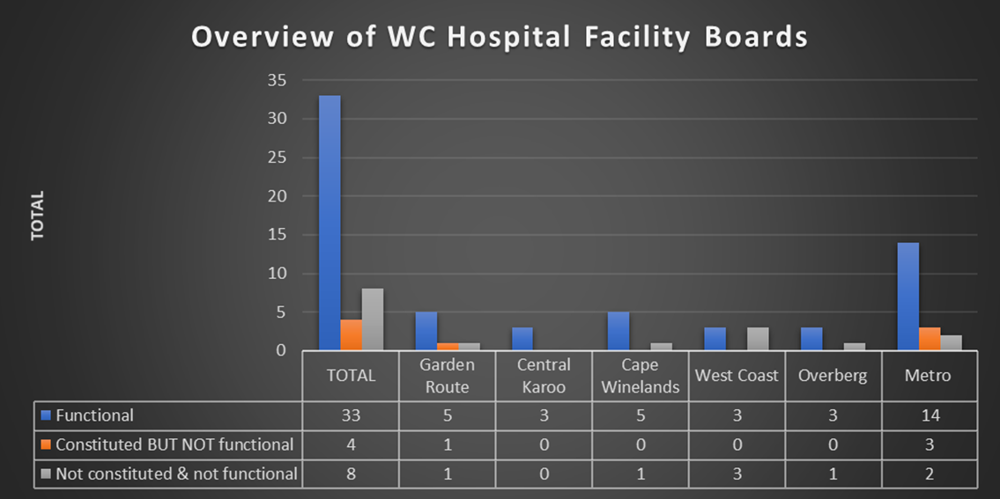 Overview of WC Hospital Facility Boards
TOTAL
35
30
25
20
15
10
5
0
TOTAL
Garden Route
Central Karoo
Cape Winelands
West Coast
Overberg
Metro
Functional 33 5 3 5 3 3 14
Constituted BUT NOT functional 4 1 0 0 0 0 3
Not constituted & not functional 8 1 0 1 3 1 2